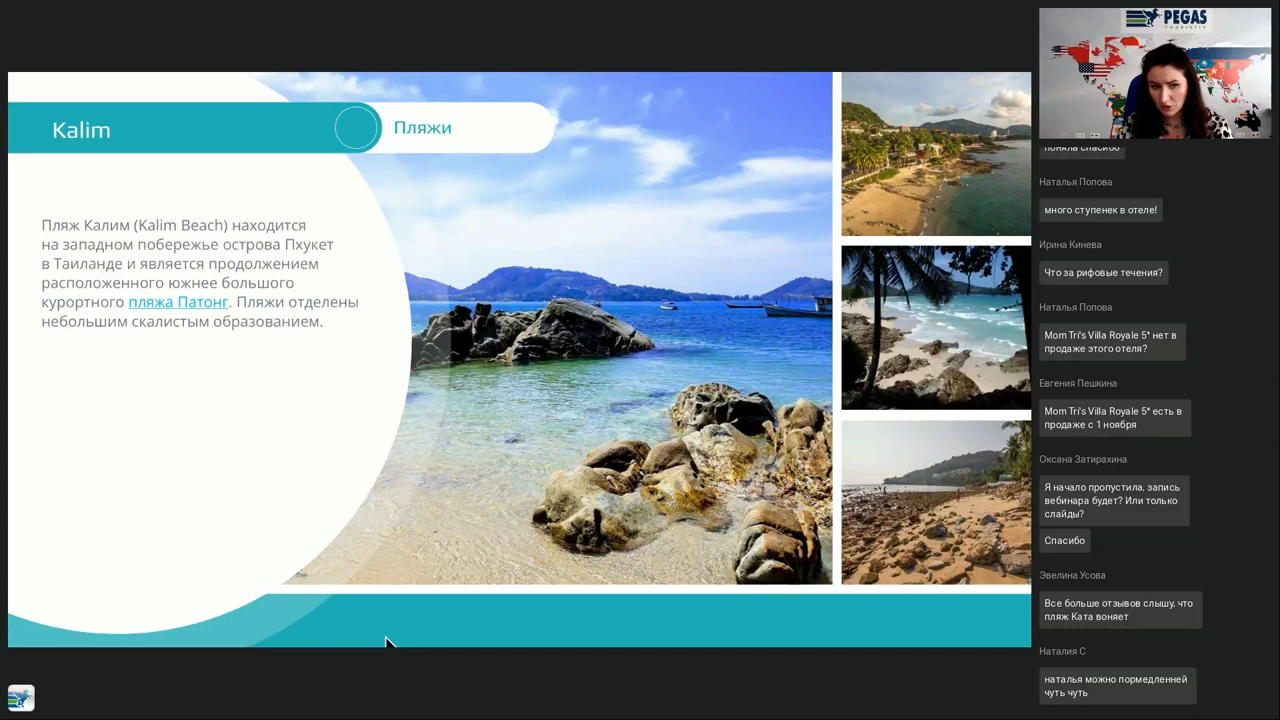 Kalim
Пляжи
Пляж Калим (Kalim Beach) находится
на западном побережье острова Пхукет
в Таиланде и является продолжением
расположенного южнее большого
курортного пляжа Патонг. Пляжи отделены
небольшим скалистым образованием.
PEGAS
TOURISTIK
поняла спасибо
Наталья Попова
много ступенек в отеле!
Ирина Кинева
Что за рифовые течения?
Наталья Попова
Mom Tri's Villa Royale 5* нет в
продаже этого отеля?
Евгения Пешкина
Mom Tri's Villa Royale 5* есть в
продаже с 1 ноября
Оксана Затирахина
Я начало пропустила, запись
вебинара будет? Или только
слайды?
Спасибо
Эвелина Усова
Все больше отзывов слышу, что
пляж Ката воняет
Наталия С
наталья можно пормедленней
чуть чуть